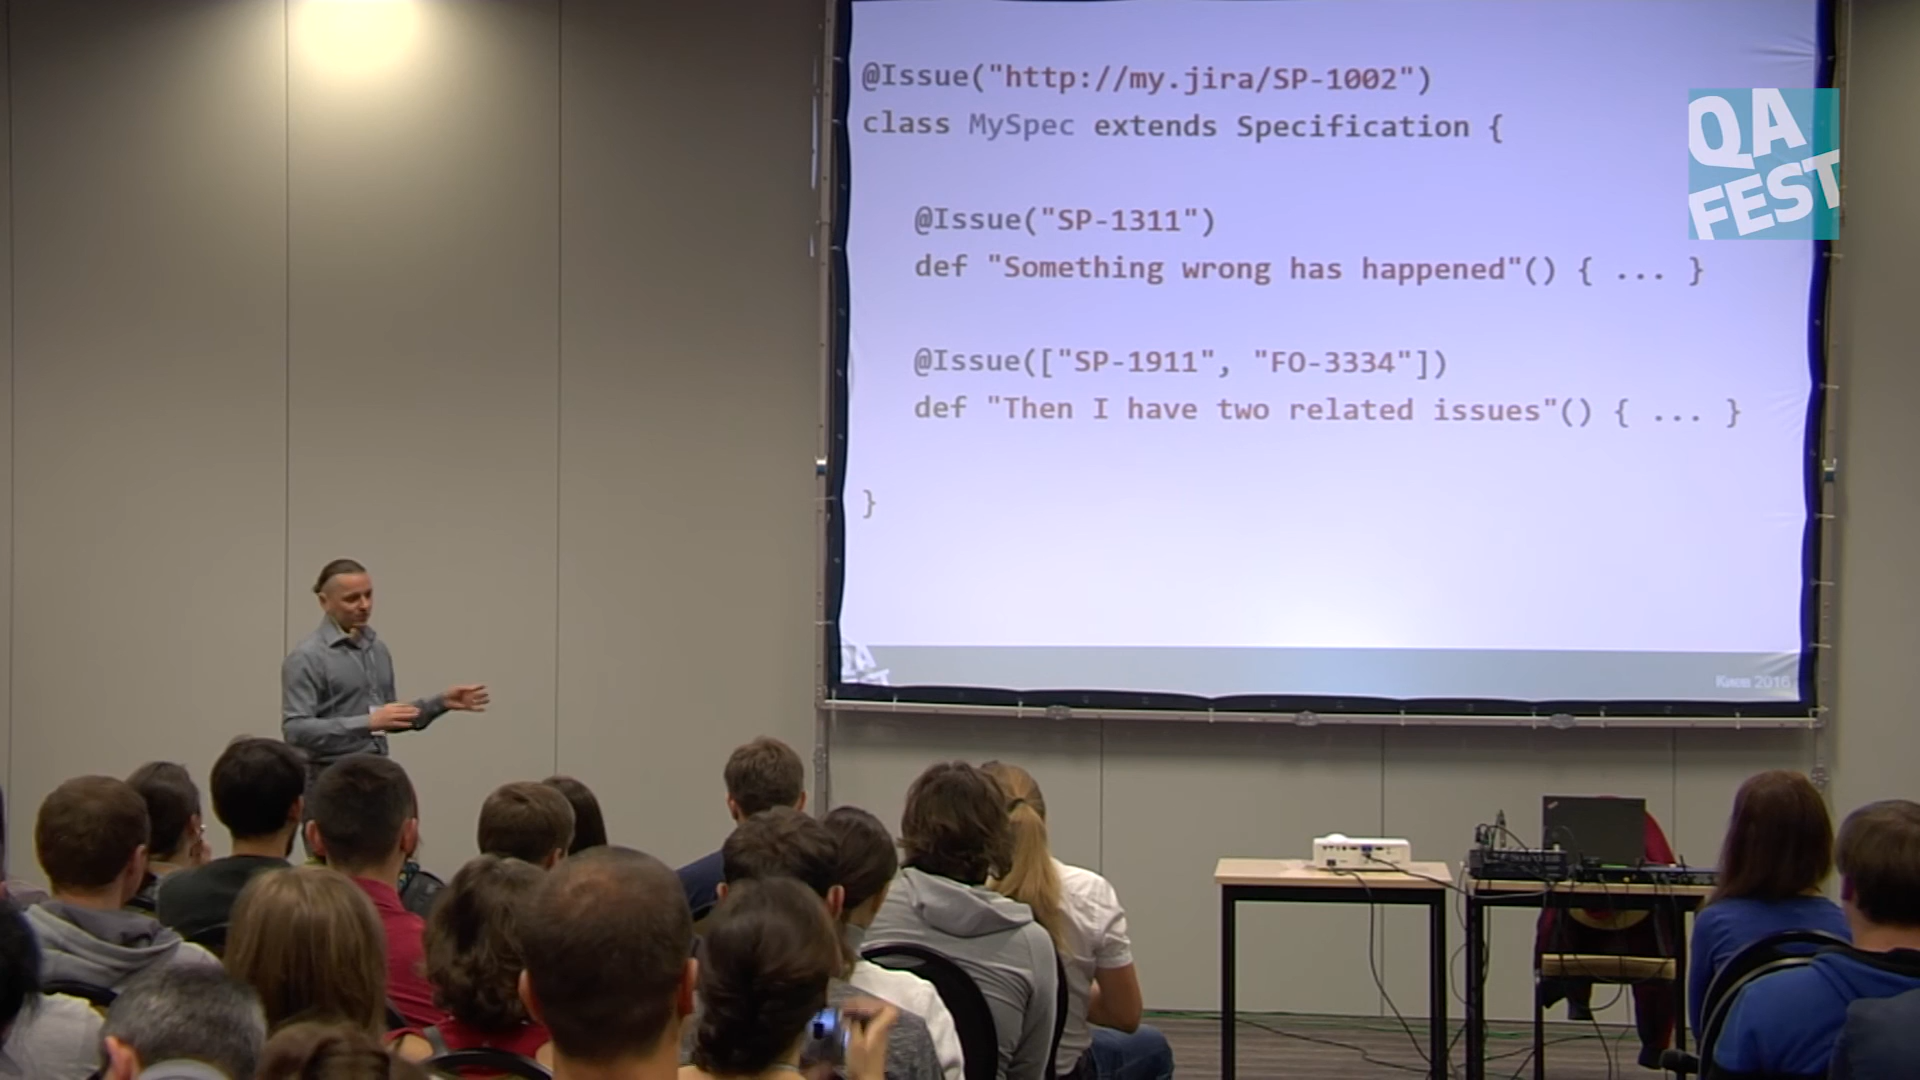 @Issue("http://my.jira/SP-1002")
class MySpec extends Specification {
@Issue("SP-1311")
def "Something wrong has happened"() { ... }
@Issue(["SP-1911", "FO-3334"])
def "Then I have two related issues"() { ... }
}
Киев 2016
QA
FEST